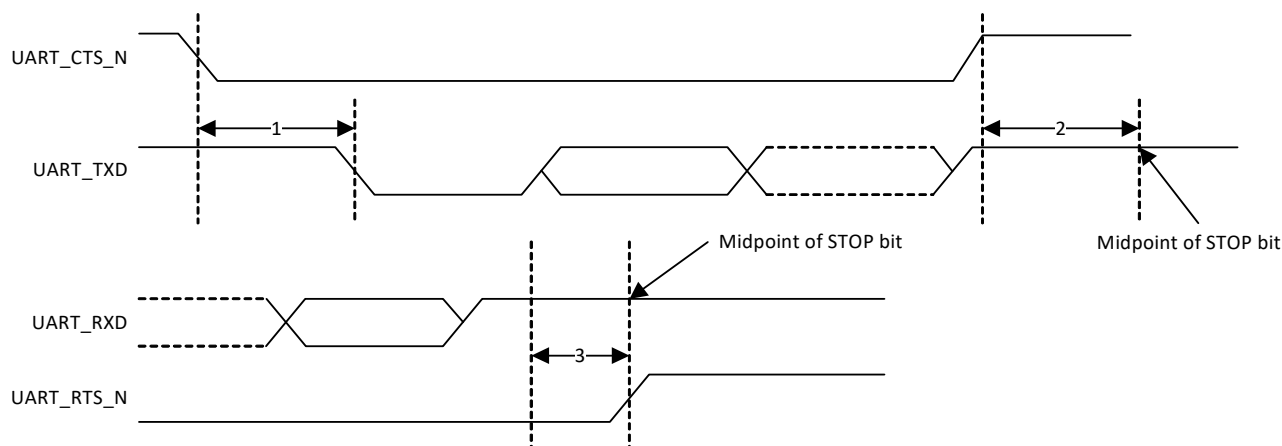 UART_CTS_N
1
2
UART_TXD
Midpoint of STOP bit
Midpoint of STOP bit
UART_RXD
3
UART_RTS_N